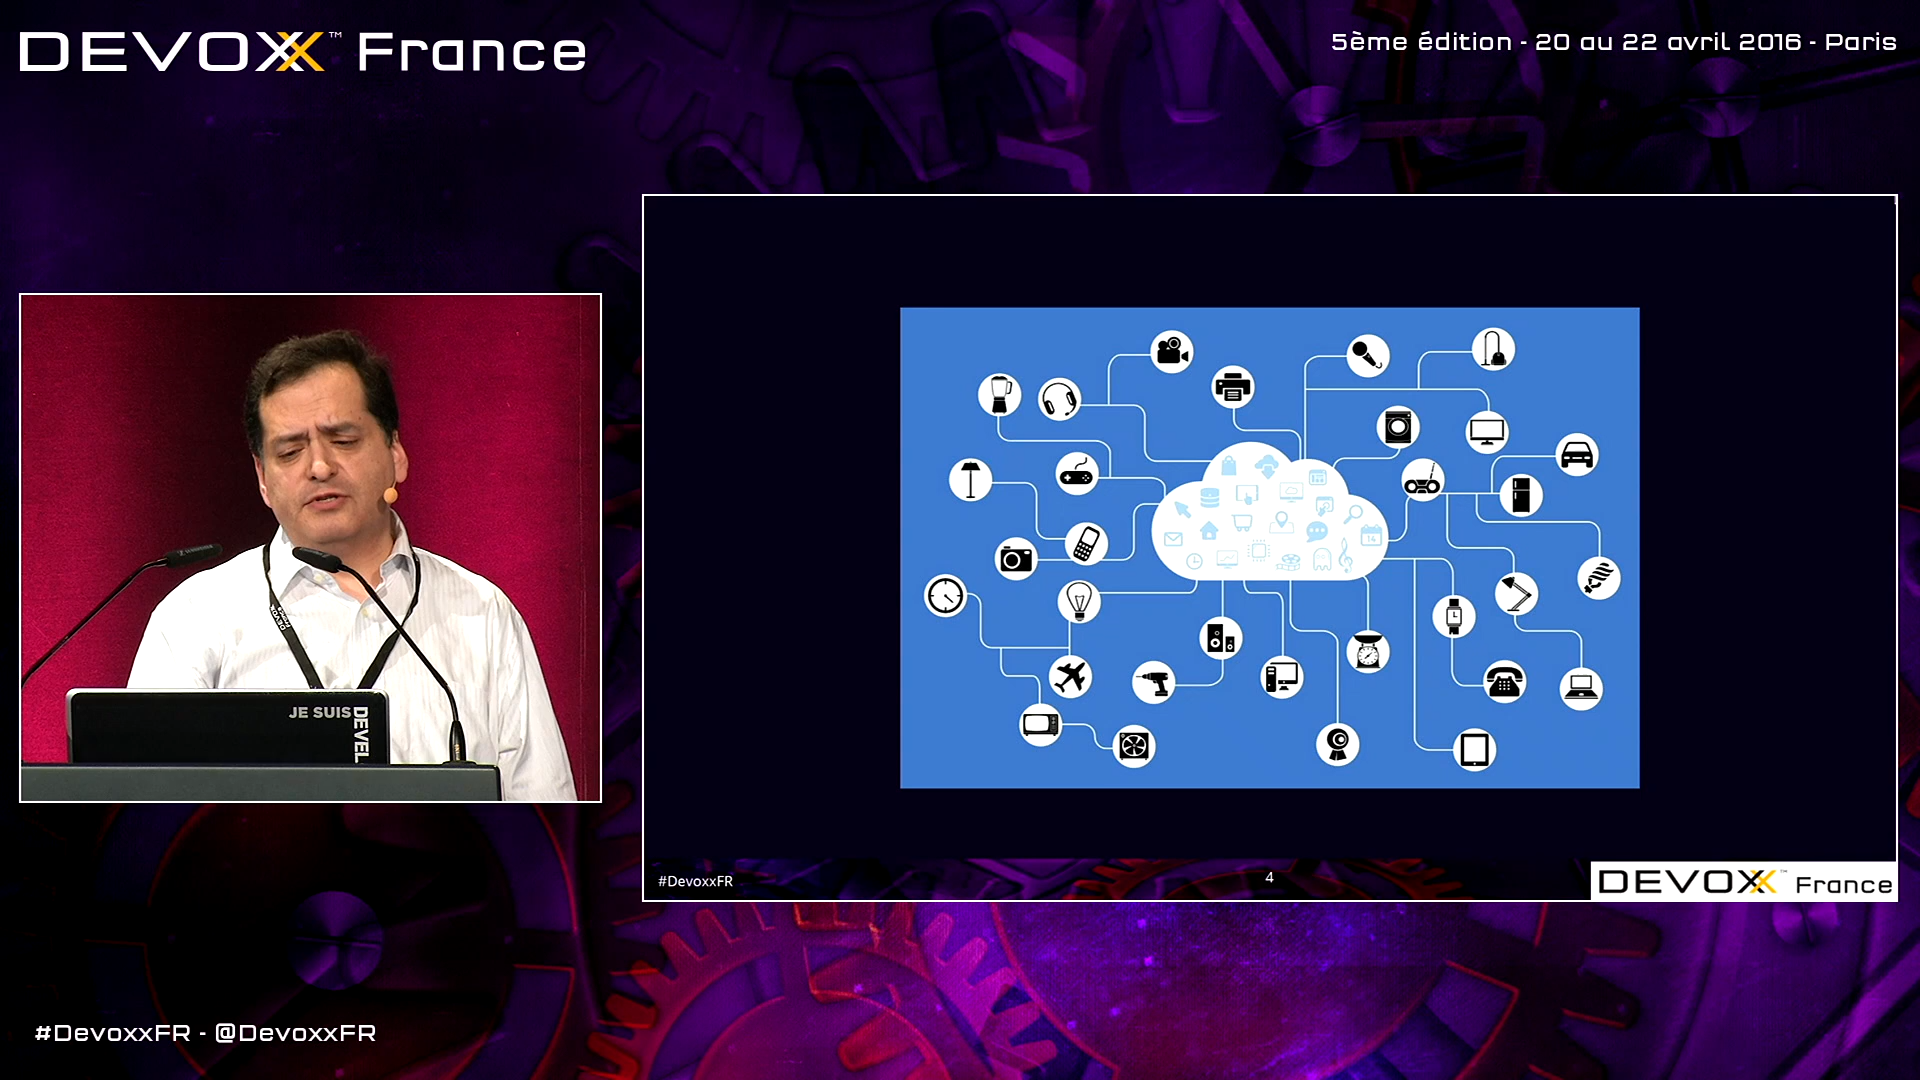 DEVOXX™ France
5ème édition - 20 au 22 avril 2016 - Paris
JE SUIS
DEVEL
14
#DevoxxFR
4
DEVOXX™ France
#DevoxxFR - @DevoxxFR